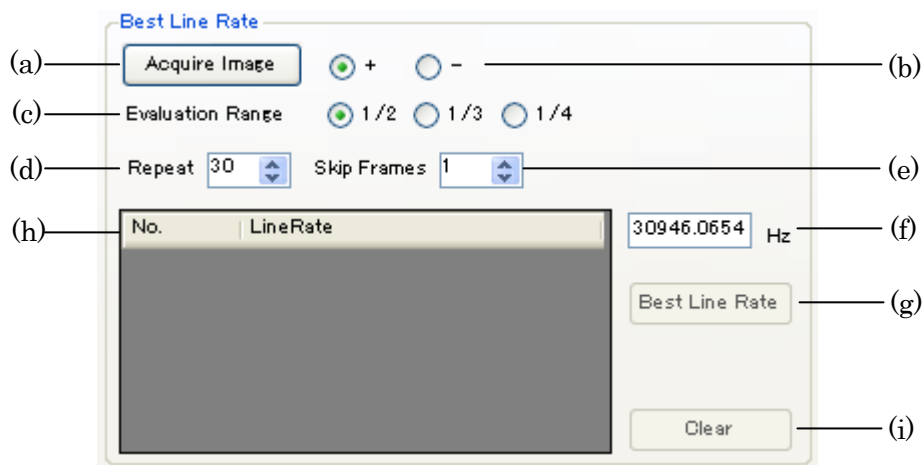 Best Line Rate
(a) Acquire Image + - (b)
(c) Evaluation Range 1/2 1/3 1/4
(d) Repeat 30 Skip Frames 1 (e)
(h) No. LineRate 30946.0654 Hz (f)
Best Line Rate (g)
Clear (i)